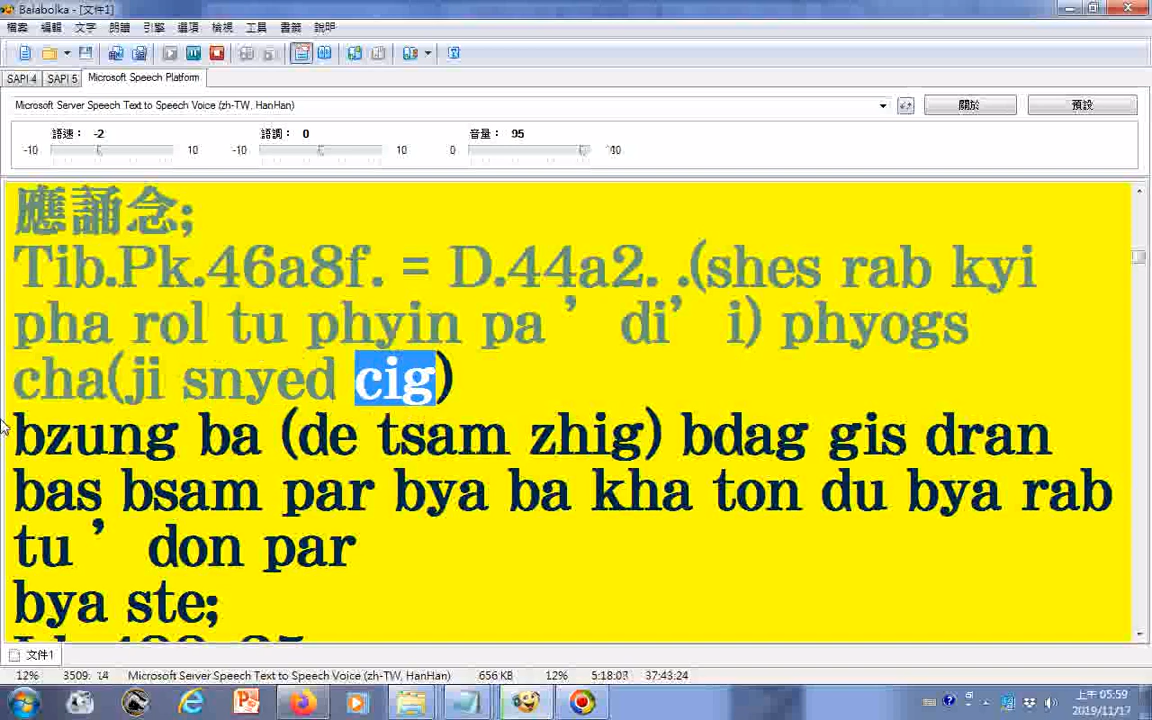 Balabolka - [文件1]
檔案 編輯 文字 朗讀 引擎 選項 檢視 工具 書籤 說明
SAPI 4 SAPI 5 Microsoft Speech Platform
Microsoft Server Speech Text to Speech Voice (zh-TW, HanHan) 關於 預設
語速: -2 語調: 0 音量: 95
-10 10 -10 10 0 100
應誦念;
Tib.Pk.46a8f. = D.44a2. .(shes rab kyi
pha rol tu phyin pa ’ di’ i) phyogs
cha(ji snyed cig)
bzung ba (de tsam zhig) bdag gis dran
bas bsam par bya ba kha ton du bya rab
tu ’ don par
bya ste;
文件1
12% 3509: 14 Microsoft Server Speech Text to Speech Voice (zh-TW, HanHan) 656 KB 12% 5:18:03 37:43:24
上午 05:59
2019/11/17